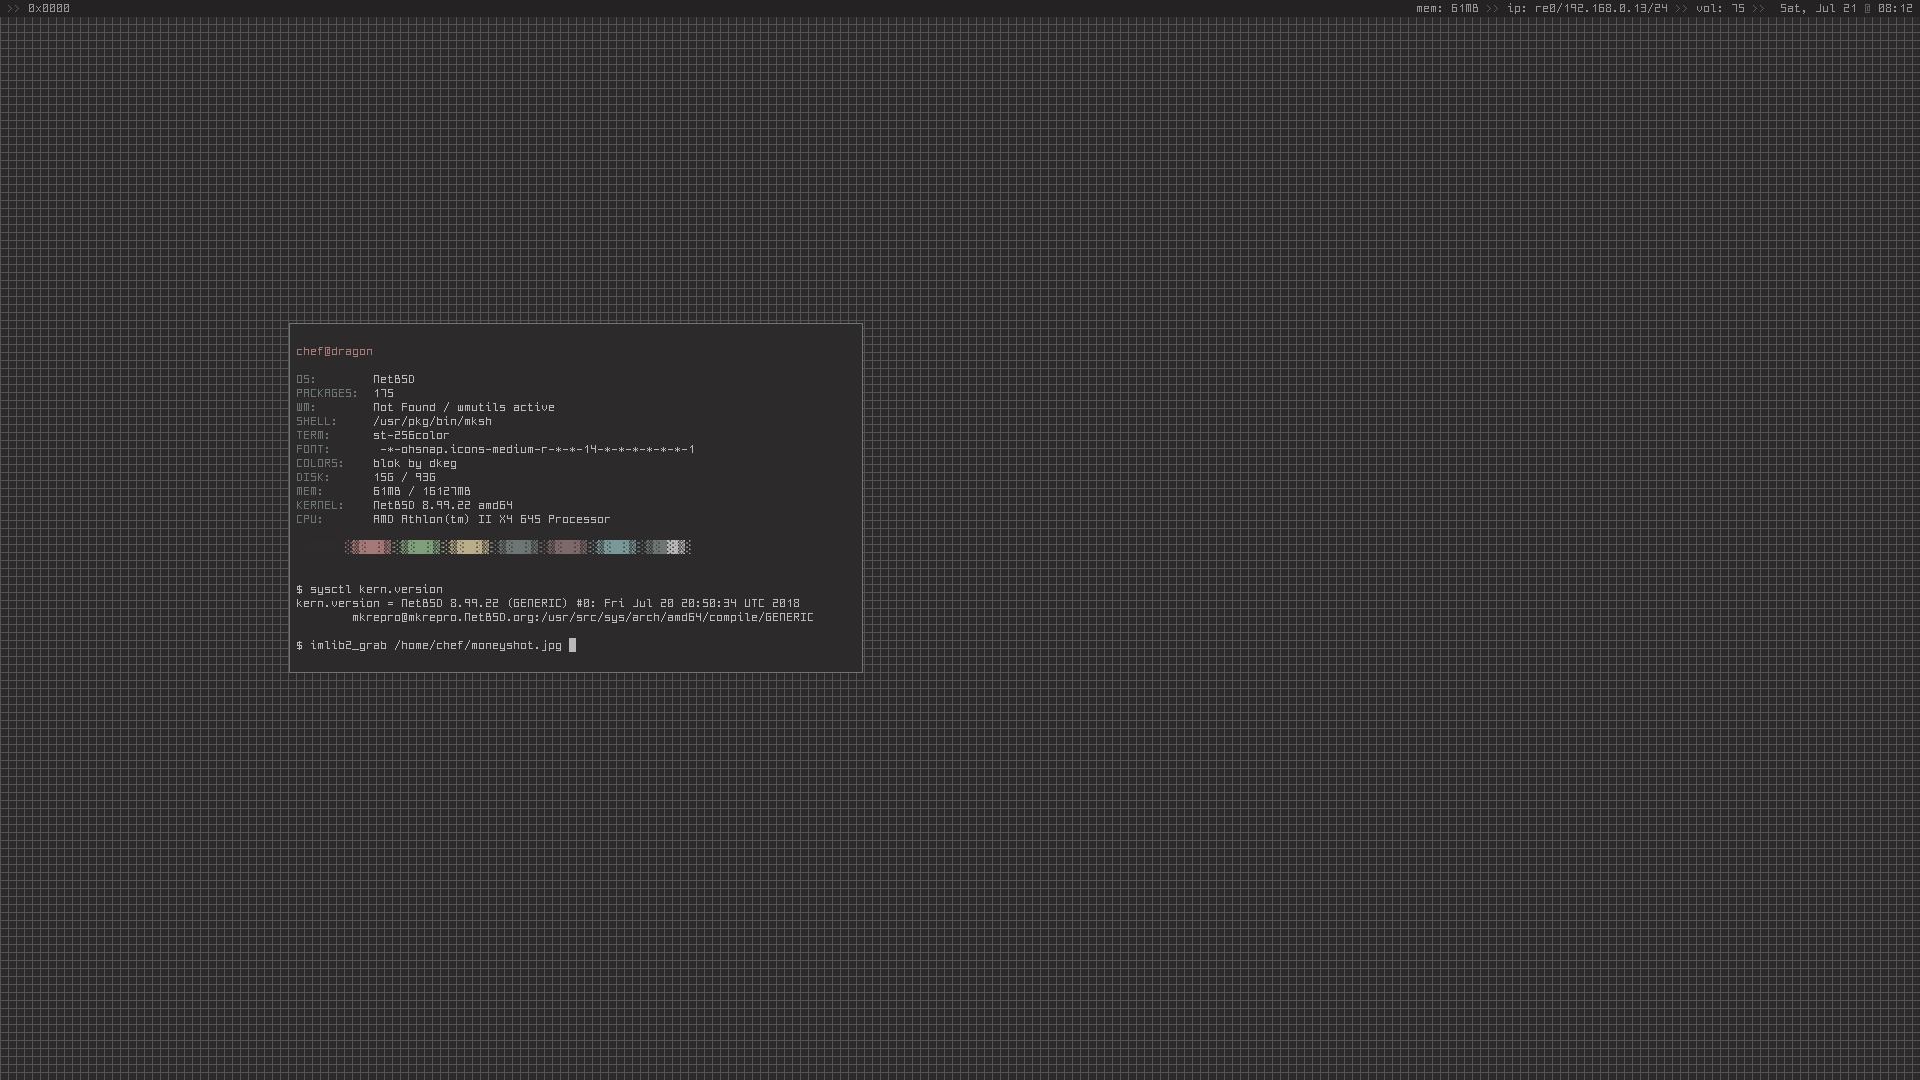 >> 0x0000
mem: 61MB >> ip: re0/192.168.0.13/24 >> vol: 75 >> Sat, Jul 21 @ 08:12
chef@dragon
OS: NetBSD
PACKAGES: 175
WM: Not Found / wmutils active
SHELL: /usr/pkg/bin/mksh
TERM: st-256color
FONT: -*-ohsnap.icons-medium-r-*-*-14-*-*-*-*-*-*-1
COLORS: blok by dkeg
DISK: 15G / 93G
MEM: 61MB / 16127MB
KERNEL: NetBSD 8.99.22 amd64
CPU: AMD Athlon(tm) II X4 645 Processor
$ sysctl kern.version
kern.version = NetBSD 8.99.22 (GENERIC) #0: Fri Jul 20 20:50:34 UTC 2018
mkrepro@mkrepro.NetBSD.org:/usr/src/sys/arch/amd64/compile/GENERIC
$ imlib2_grab /home/chef/moneyshot.jpg